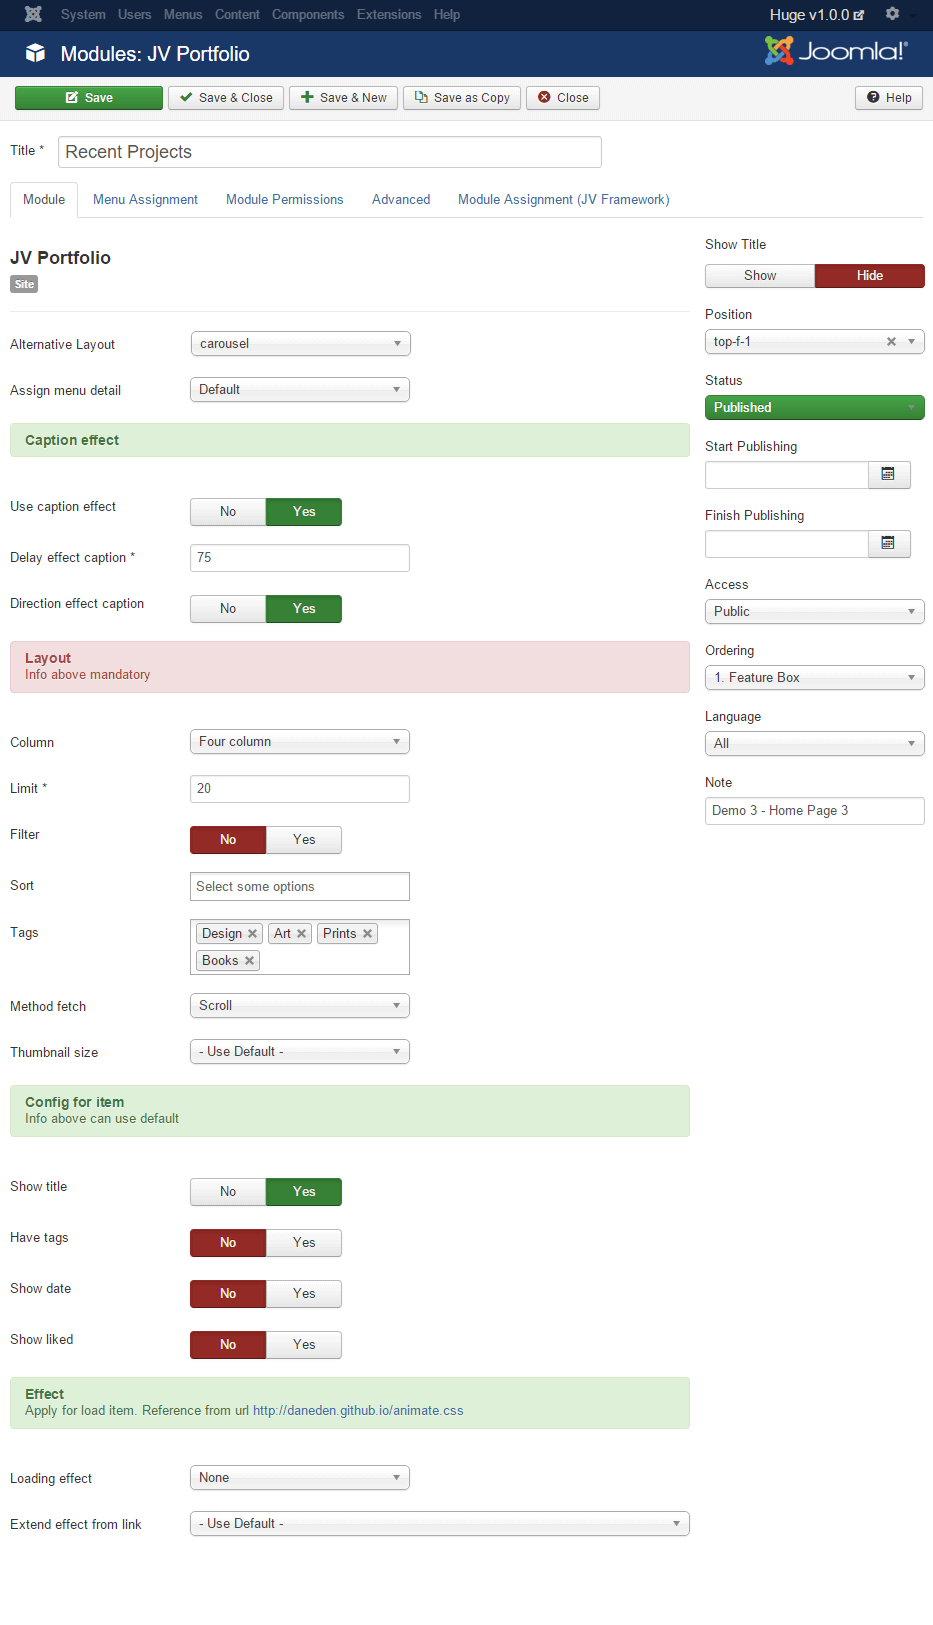 System Users Menus Content Components Extensions Help Huge v1.0.0
Modules: JV Portfolio Joomla!®
Save Save & Close Save & New Save as Copy Close Help
Title * Recent Projects
Module Menu Assignment Module Permissions Advanced Module Assignment (JV Framework)
JV Portfolio
Site
Alternative Layout carousel
Assign menu detail Default
Caption effect
Use caption effect No Yes
Delay effect caption * 75
Direction effect caption No Yes
Layout
Info above mandatory
Column Four column
Limit * 20
Filter No Yes
Sort Select some options
Tags Design Art Prints
Books
Method fetch Scroll
Thumbnail size - Use Default -
Config for item
Info above can use default
Show title No Yes
Have tags No Yes
Show date No Yes
Show liked No Yes
Effect
Apply for load item. Reference from url http://daneden.github.io/animate.css
Loading effect None
Extend effect from link - Use Default -
Show Title
Show Hide
Position
top-f-1
Status
Published
Start Publishing
Finish Publishing
Access
Public
Ordering
1. Feature Box
Language
All
Note
Demo 3 - Home Page 3